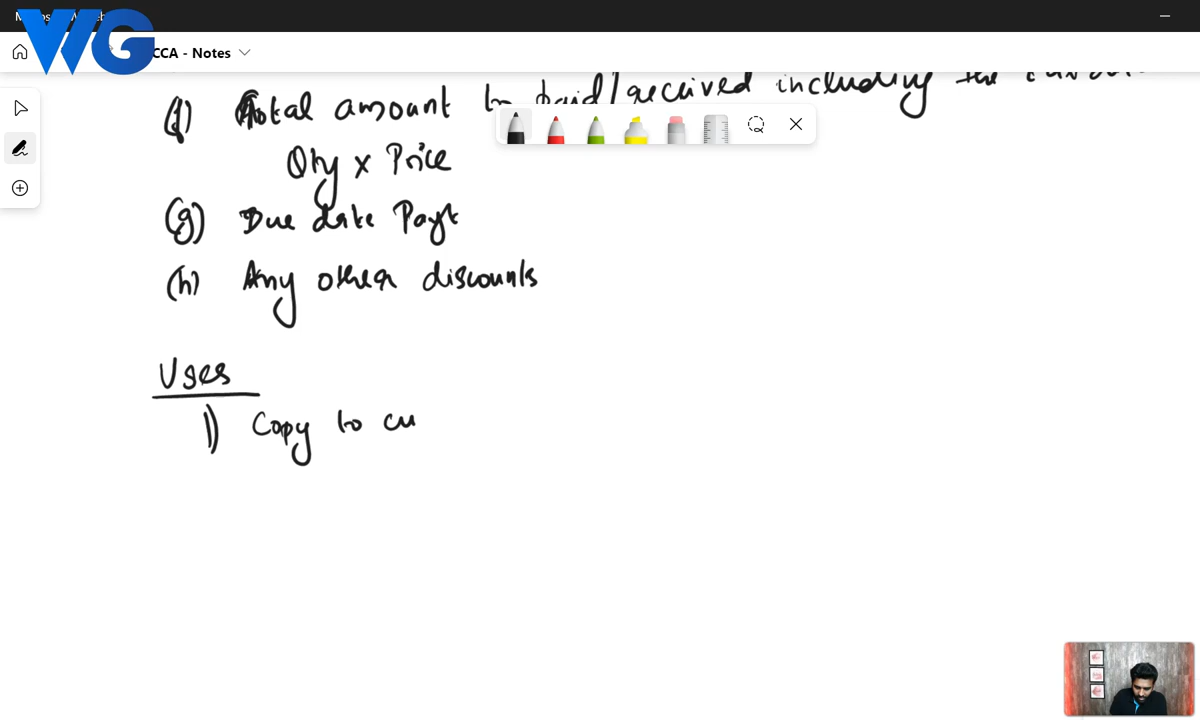 WG
CCA - Notes
(f) Total amount to paid/received including the
Qty x Price
(g) Due date Payt
(h) Any other discounts
Uses
1) Copy to cu